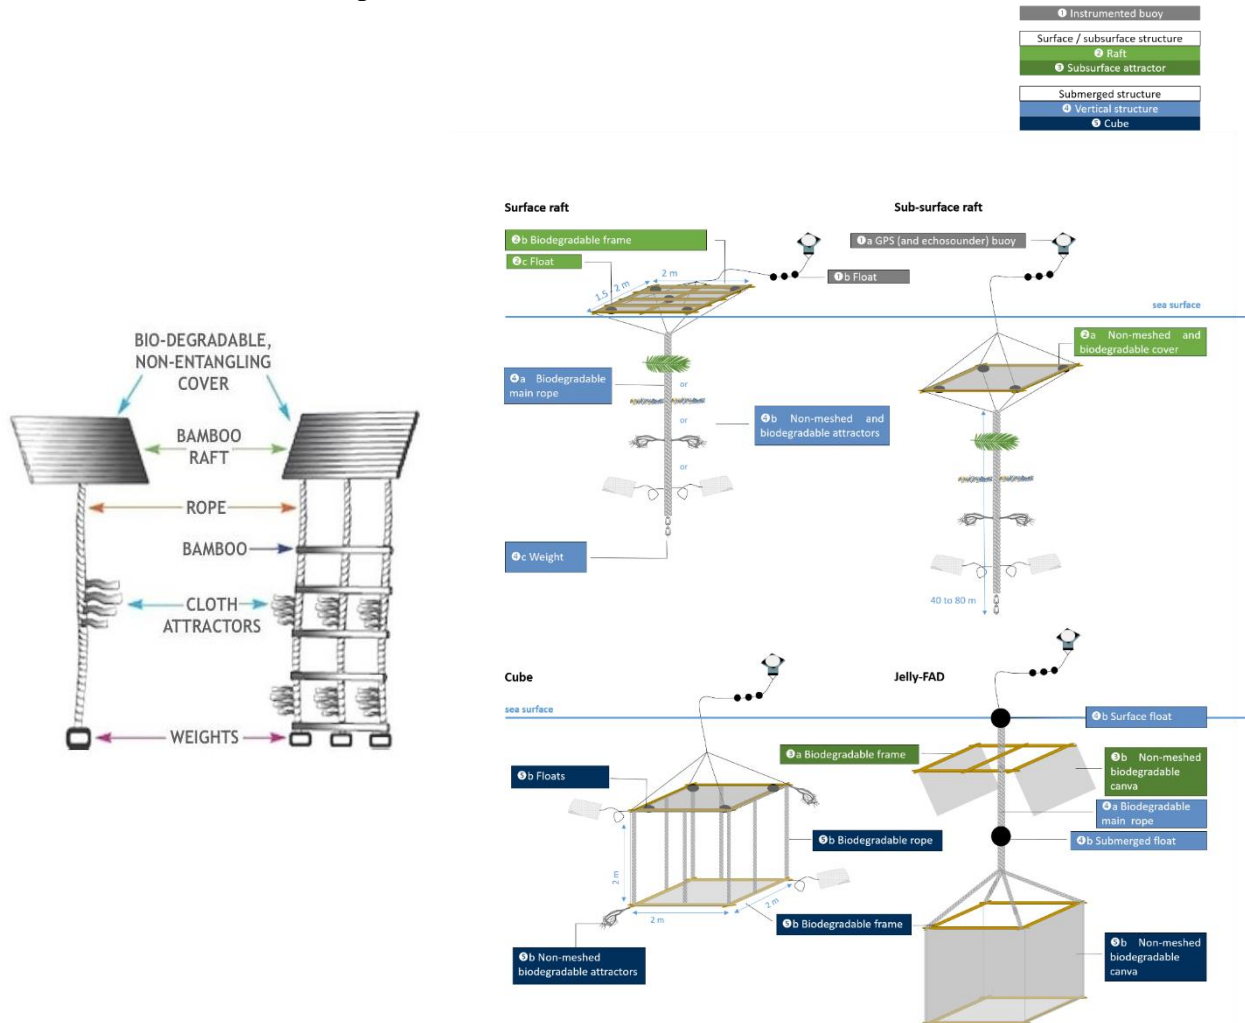 ❶ Instrumented buoy
Surface / subsurface structure
❷ Raft
❸ Subsurface attractor
Submerged structure
❹ Vertical structure
❺ Cube
BIO-DEGRADABLE,
NON-ENTANGLING
COVER
BAMBOO
RAFT
ROPE
BAMBOO
CLOTH
ATTRACTORS
WEIGHTS
Surface raft
❷b Biodegradable frame
❷c Float
1.5 - 2 m
2 m
❶b Float
❹a Biodegradable
main rope
or
or
or
or
❹b Non-meshed and
biodegradable attractors
❹c Weight
Sub-surface raft
❶a GPS (and echosounder) buoy
sea surface
❷a Non-meshed and
biodegradable cover
40 to 80 m
Cube
sea surface
❺b Floats
2 m
2 m
2 m
❺b Biodegradable rope
❺b Biodegradable frame
❺b Non-meshed
biodegradable attractors
Jelly-FAD
❹b Surface float
❸a Biodegradable frame
❸b Non-meshed
biodegradable
canva
❹a Biodegradable
main rope
❹b Submerged float
❺b Non-meshed
biodegradable
canva